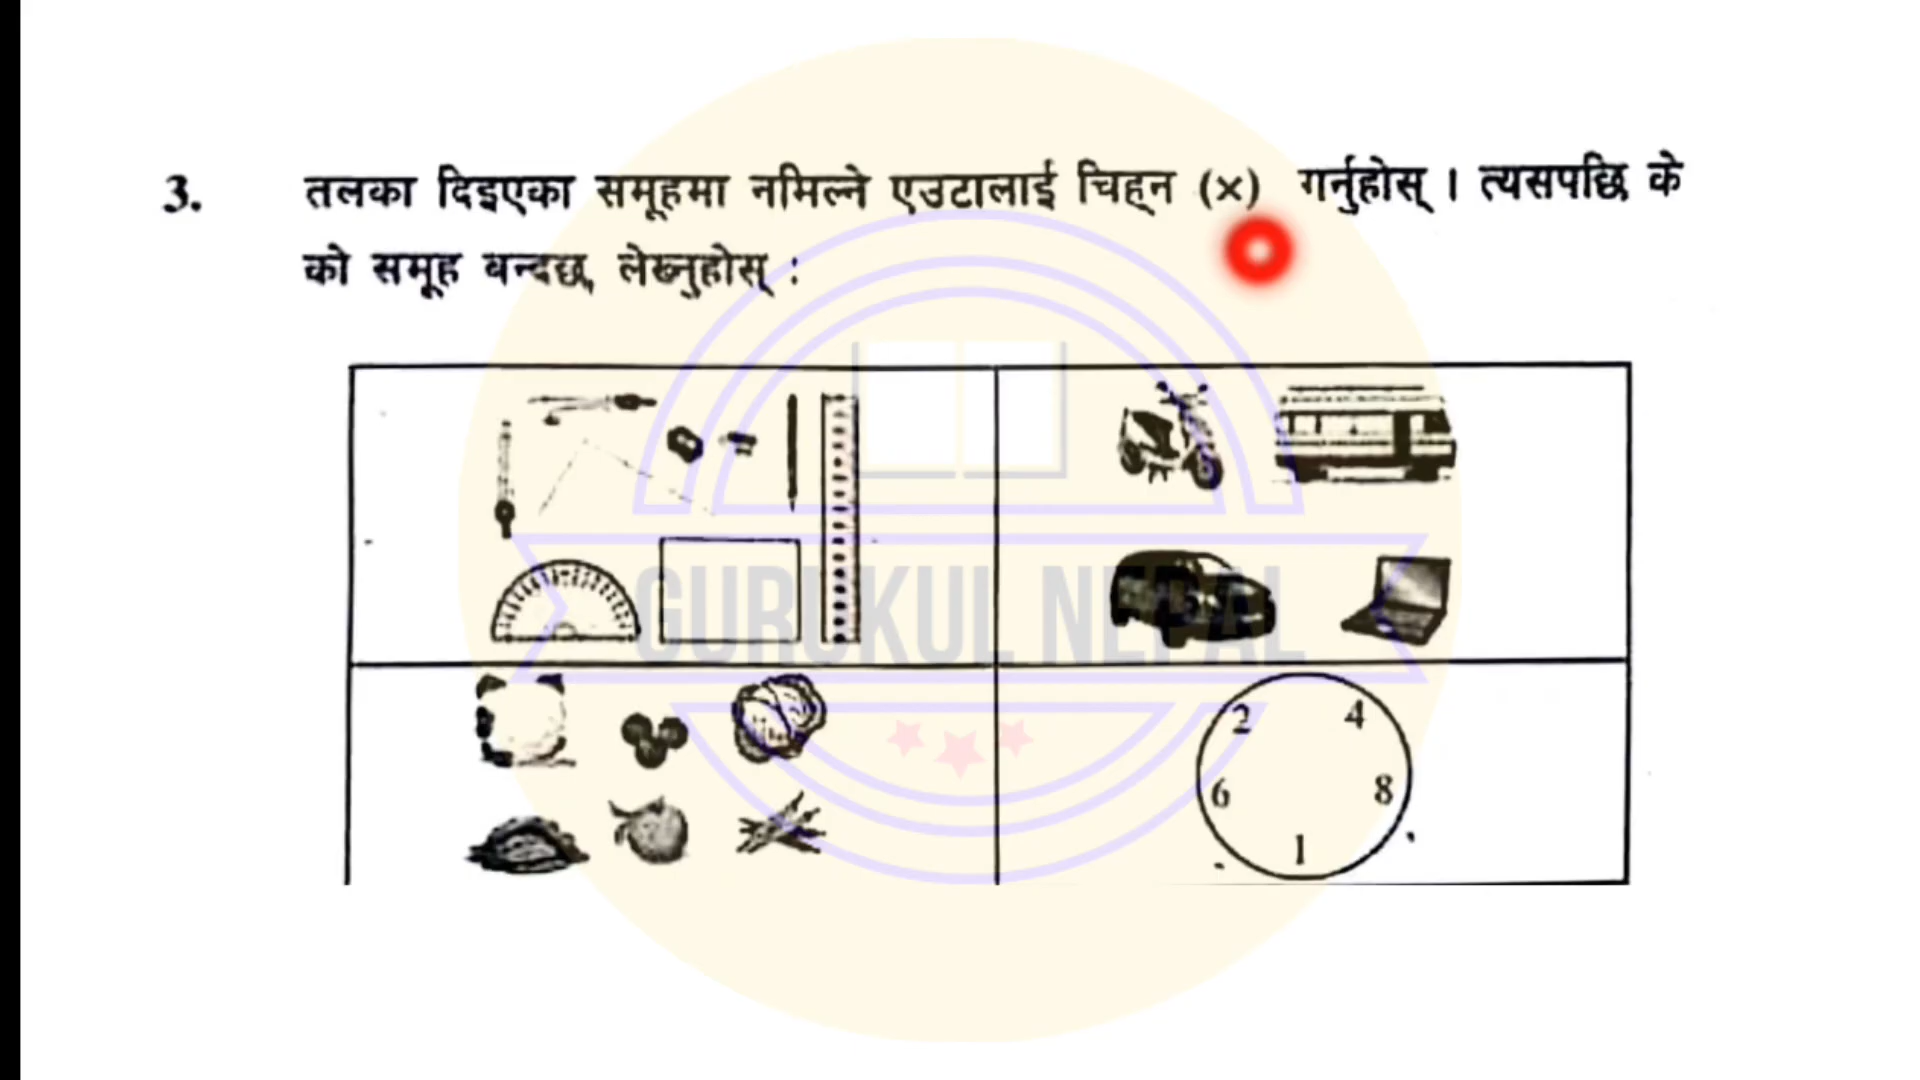 3. तलका दिइएका समूहमा नमिल्ने एउटालाई चिह्न (×) गर्नुहोस् । त्यसपछि के
को समूह बन्दछ, लेख्नुहोस् :
GURUKUL NEPAL
2 4
6 8
1